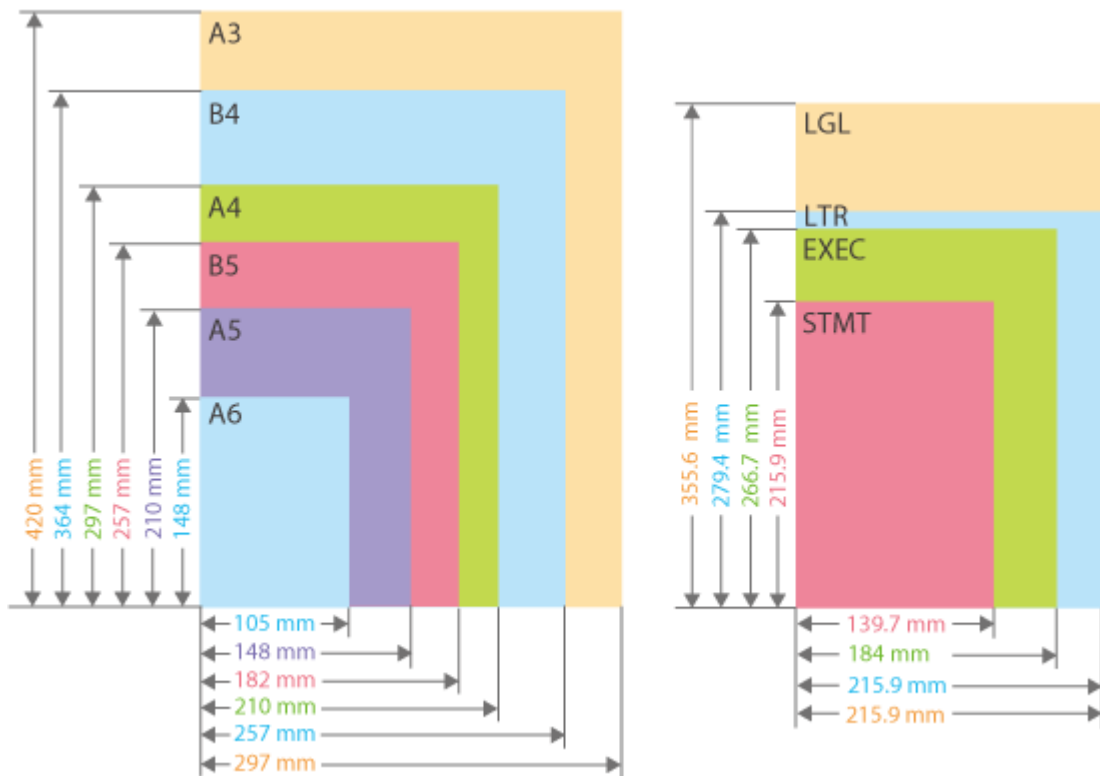 A3
B4
A4
B5
A5
A6
420 mm
364 mm
297 mm
257 mm
210 mm
148 mm
105 mm
148 mm
182 mm
210 mm
257 mm
297 mm
LGL
LTR
EXEC
STMT
355.6 mm
279.4 mm
266.7 mm
215.9 mm
139.7 mm
184 mm
215.9 mm
215.9 mm